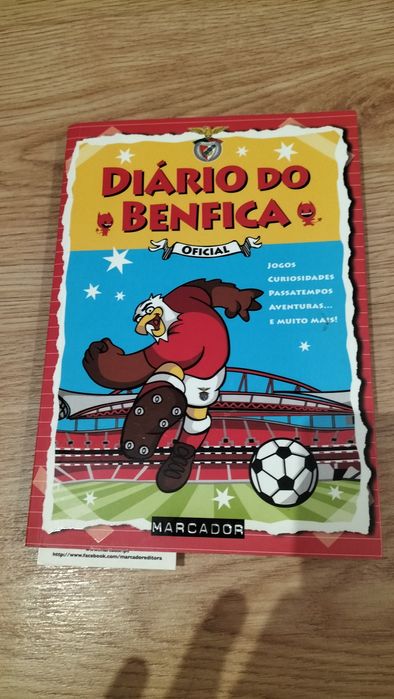 DIÁRIO DO
BENFICA
OFICIAL
JOGOS
CURIOSIDADES
PASSATEMPOS
AVENTURAS...
E MUITO MAIS!
MARCADOR
http://www.facebook.com/marcadoreditora